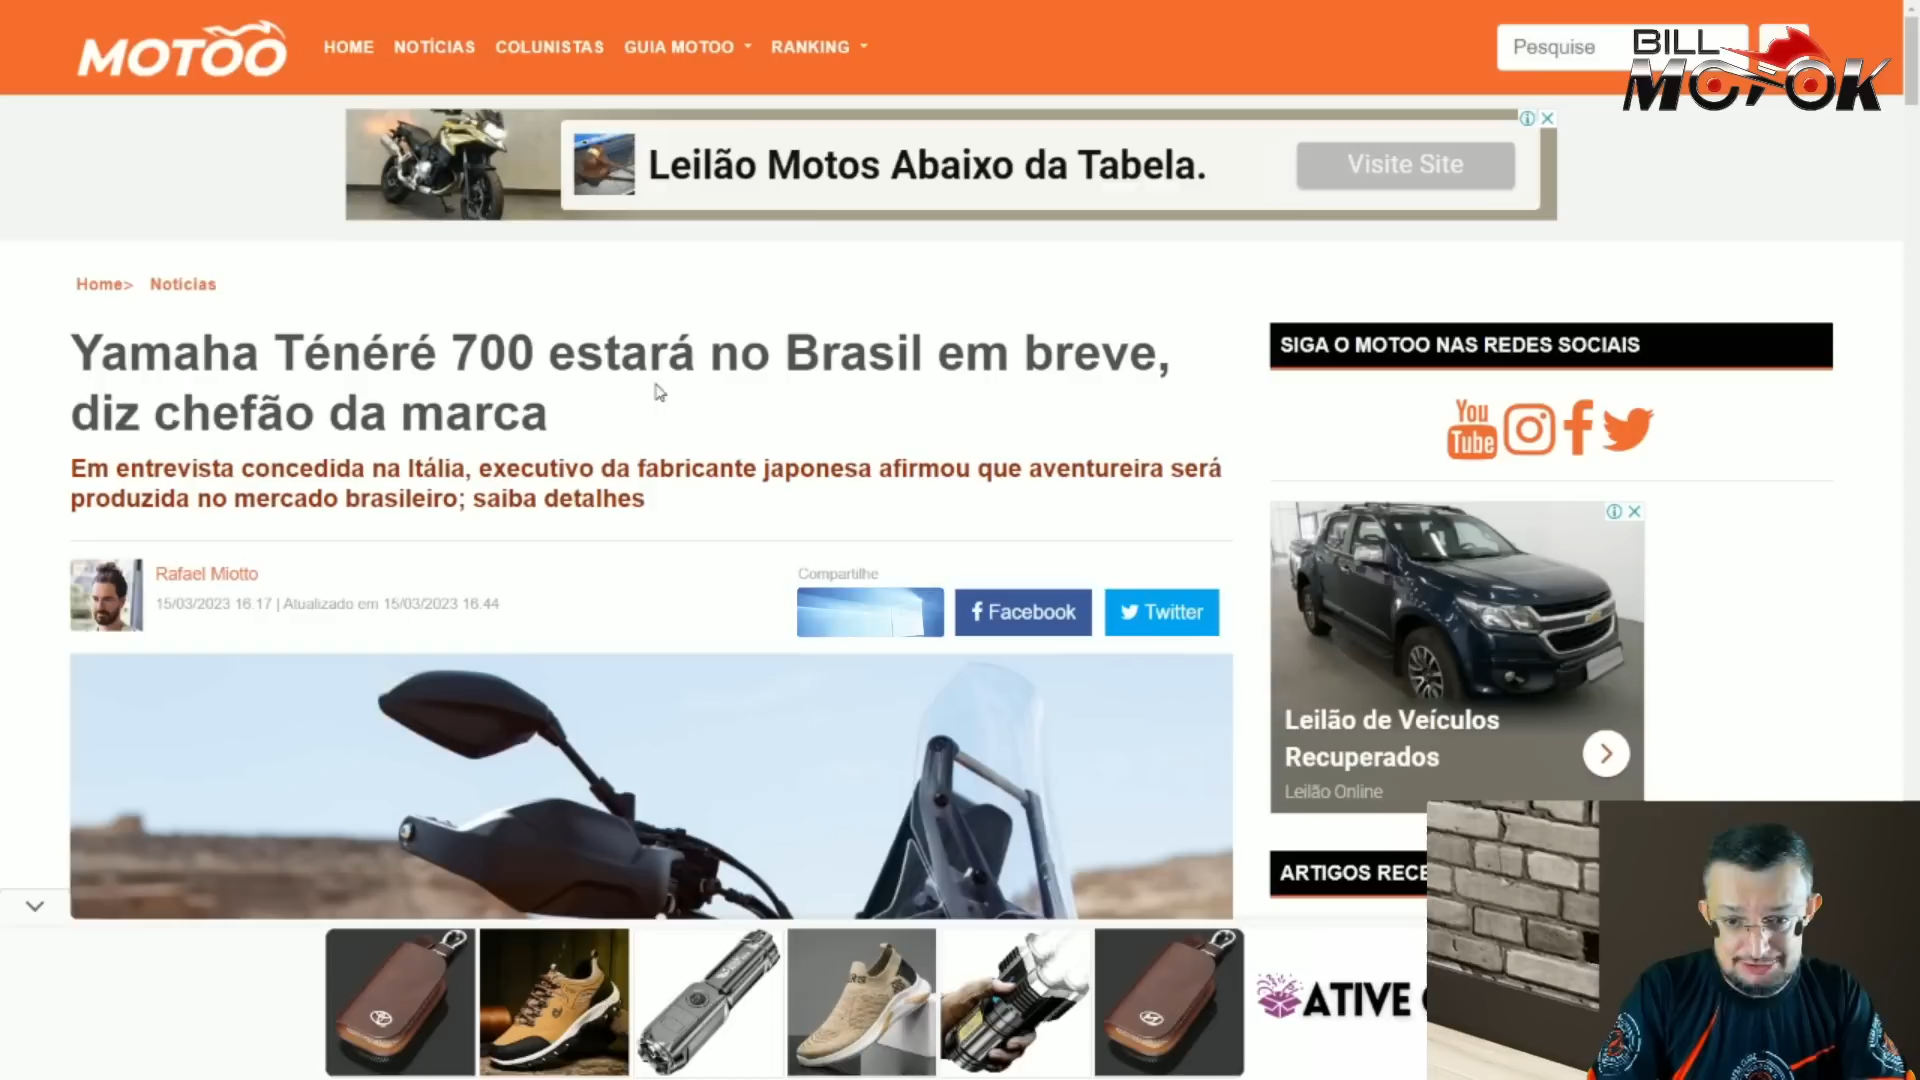 MOTOO
HOME NOTÍCIAS COLUNISTAS GUIA MOTOO RANKING
Pesquise
BILL
MOTOK
Leilão Motos Abaixo da Tabela.
Visite Site
Home> Notícias
Yamaha Ténéré 700 estará no Brasil em breve,
diz chefão da marca
Em entrevista concedida na Itália, executivo da fabricante japonesa afirmou que aventureira será
produzida no mercado brasileiro; saiba detalhes
Rafael Miotto
15/03/2023 16.17 | Atualizado em 15/03/2023 16.44
Compartilhe
Facebook
Twitter
SIGA O MOTOO NAS REDES SOCIAIS
You
Tube
Leilão de Veículos
Recuperados
Leilão Online
ARTIGOS RECE
ATIVE